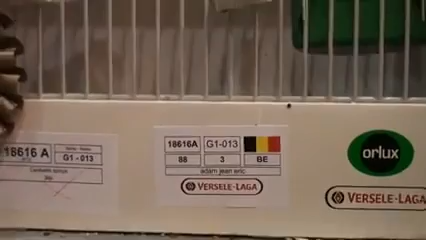 18616 A
G1 - 013
18616A G1-013
88 3 BE
adam jean eric
VERSELE-LAGA
orlux
VERSELE-LAGA